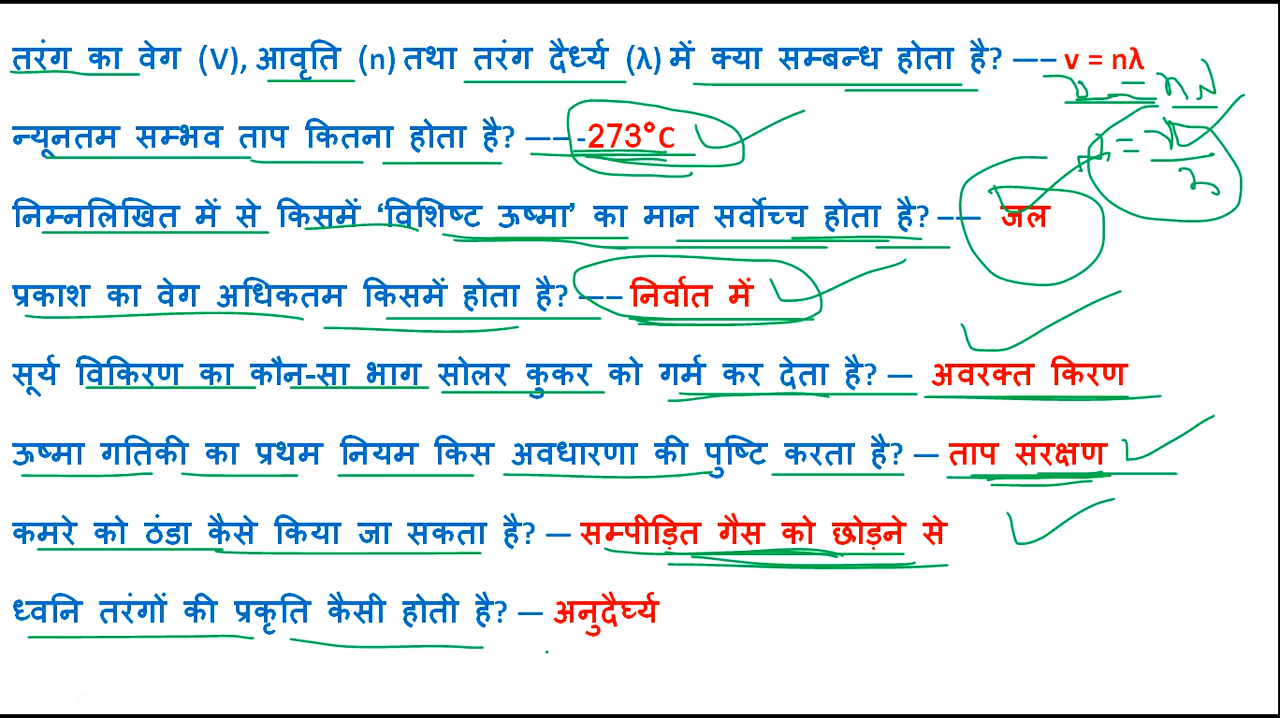 तरंग का वेग (V), आवृति (n) तथा तरंग दैर्ध्य (λ) में क्या सम्बन्ध होता है? –– v = nλ
न्यूनतम सम्भव ताप कितना होता है? –– -273°C
निम्नलिखित में से किसमें ‘विशिष्ट ऊष्मा’ का मान सर्वोच्च होता है? –– जल
प्रकाश का वेग अधिकतम किसमें होता है? –– निर्वात में
सूर्य विकिरण का कौन-सा भाग सोलर कुकर को गर्म कर देता है? — अवरक्त किरण
ऊष्मा गतिकी का प्रथम नियम किस अवधारणा की पुष्टि करता है? — ताप संरक्षण
कमरे को ठंडा कैसे किया जा सकता है? — सम्पीड़ित गैस को छोड़ने से
ध्वनि तरंगों की प्रकृति कैसी होती है? — अनुदैर्घ्य